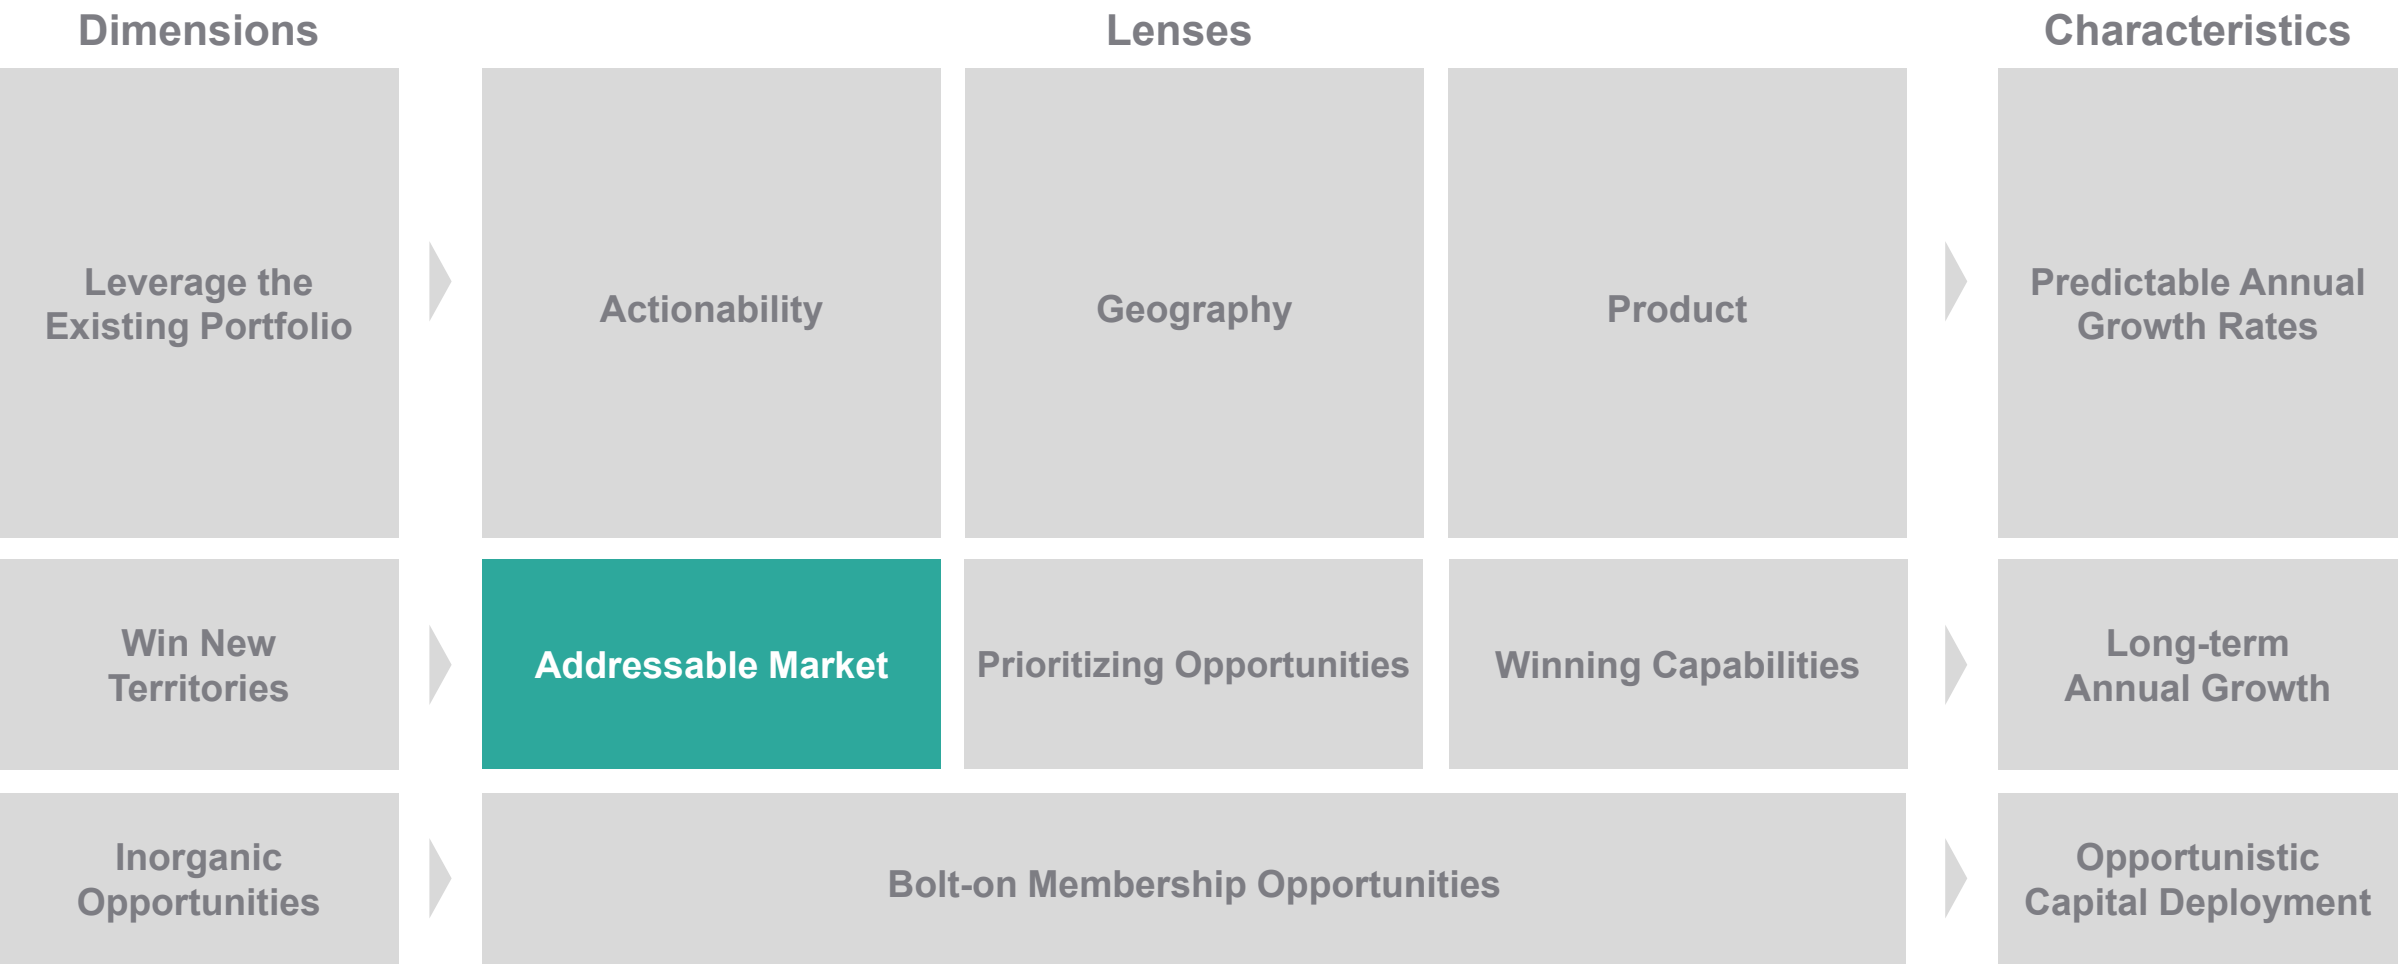 Dimensions
Lenses
Characteristics
Leverage the
Existing Portfolio
Actionability
Geography
Product
Predictable Annual
Growth Rates
Win New
Territories
Addressable Market
Prioritizing Opportunities
Winning Capabilities
Long-term
Annual Growth
Inorganic
Opportunities
Bolt-on Membership Opportunities
Opportunistic
Capital Deployment